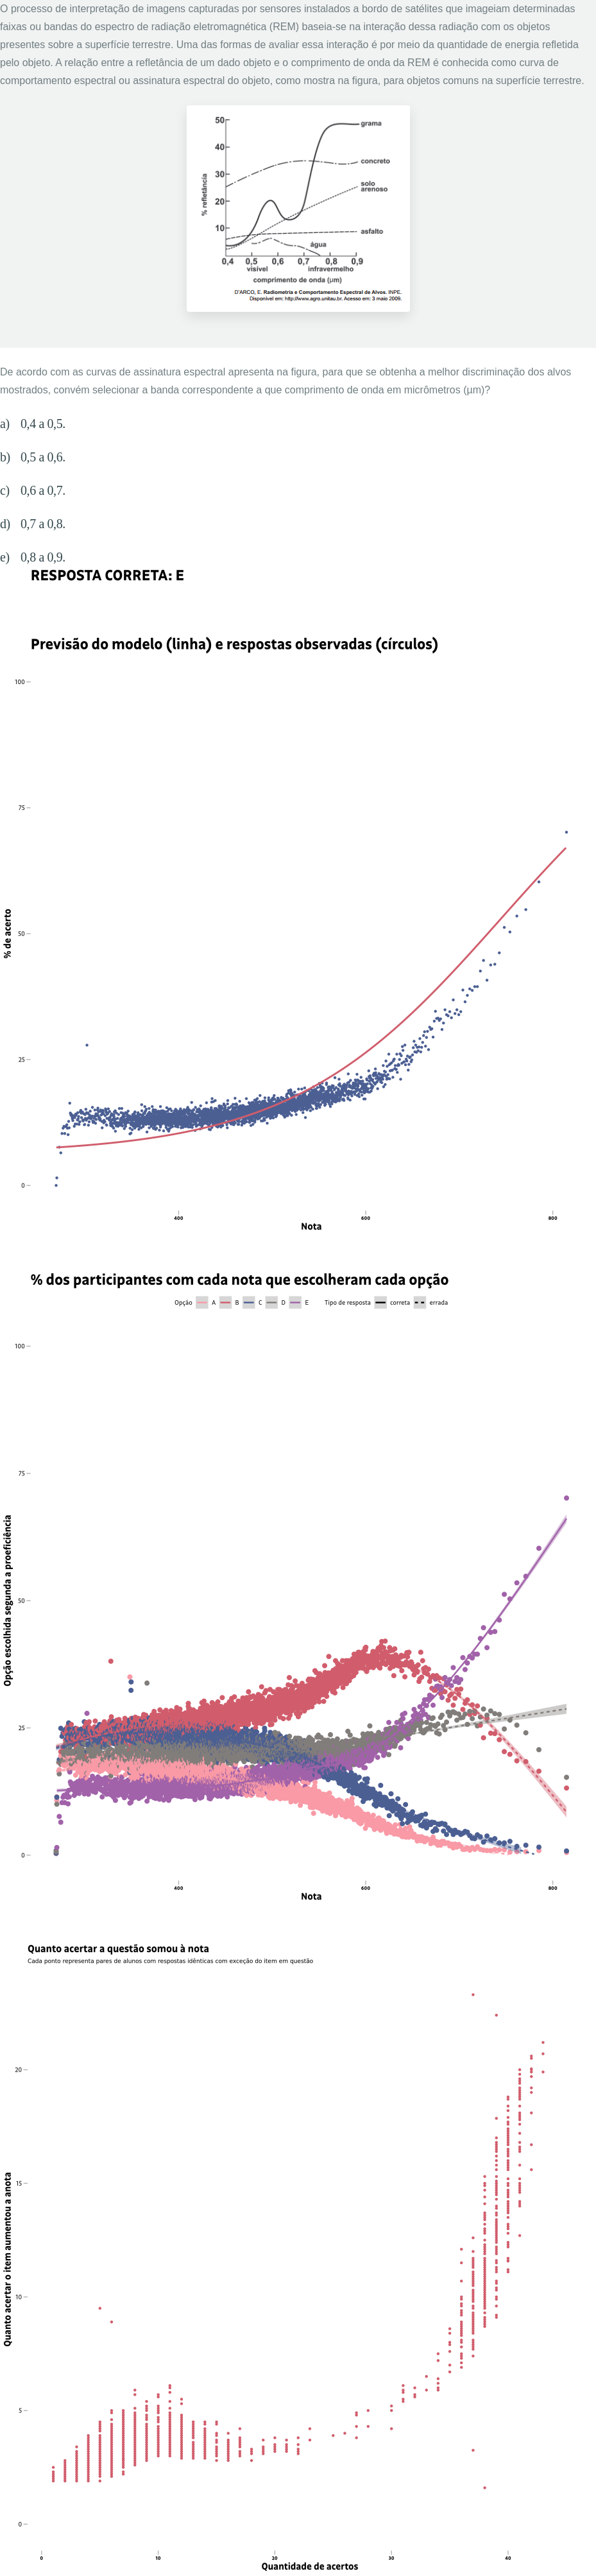 O processo de interpretação de imagens capturadas por sensores instalados a bordo de satélites que imageiam determinadas
faixas ou bandas do espectro de radiação eletromagnética (REM) baseia-se na interação dessa radiação com os objetos
presentes sobre a superfície terrestre. Uma das formas de avaliar essa interação é por meio da quantidade de energia refletida
pelo objeto. A relação entre a refletância de um dado objeto e o comprimento de onda da REM é conhecida como curva de
comportamento espectral ou assinatura espectral do objeto, como mostra na figura, para objetos comuns na superfície terrestre.
50
40
30
20
10
% refletância
grama
concreto
solo
arenoso
asfalto
água
0,4 0,5 0,6 0,7 0,8 0,9
visível infravermelho
comprimento de onda (µm)
D'ARCO, E. Radiometria e Comportamento Espectral de Alvos. INPE.
Disponível em: http://www.agro.unitau.br. Acesso em: 3 maio 2009.
De acordo com as curvas de assinatura espectral apresenta na figura, para que se obtenha a melhor discriminação dos alvos
mostrados, convém selecionar a banda correspondente a que comprimento de onda em micrômetros (µm)?
a) 0,4 a 0,5.
b) 0,5 a 0,6.
c) 0,6 a 0,7.
d) 0,7 a 0,8.
e) 0,8 a 0,9.
RESPOSTA CORRETA: E
Previsão do modelo (linha) e respostas observadas (círculos)
100
75
50
25
0
% de acerto
400 600 800
Nota
% dos participantes com cada nota que escolheram cada opção
Opção A B C D E Tipo de resposta correta errada
100
75
50
25
0
Opção escolhida segunda a proeficiência
400 600 800
Nota
Quanto acertar a questão somou à nota
Cada ponto representa pares de alunos com respostas idênticas com exceção do item em questão
20
15
10
5
0
Quanto acertar o item aumentou a anota
0 10 20 30 40
Quantidade de acertos